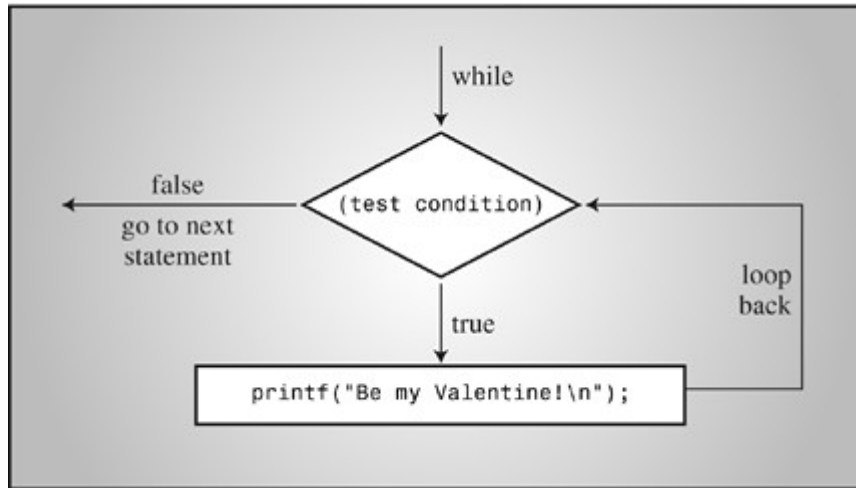 while
false
(test condition)
go to next
statement
loop
back
true
printf("Be my Valentine!\n");